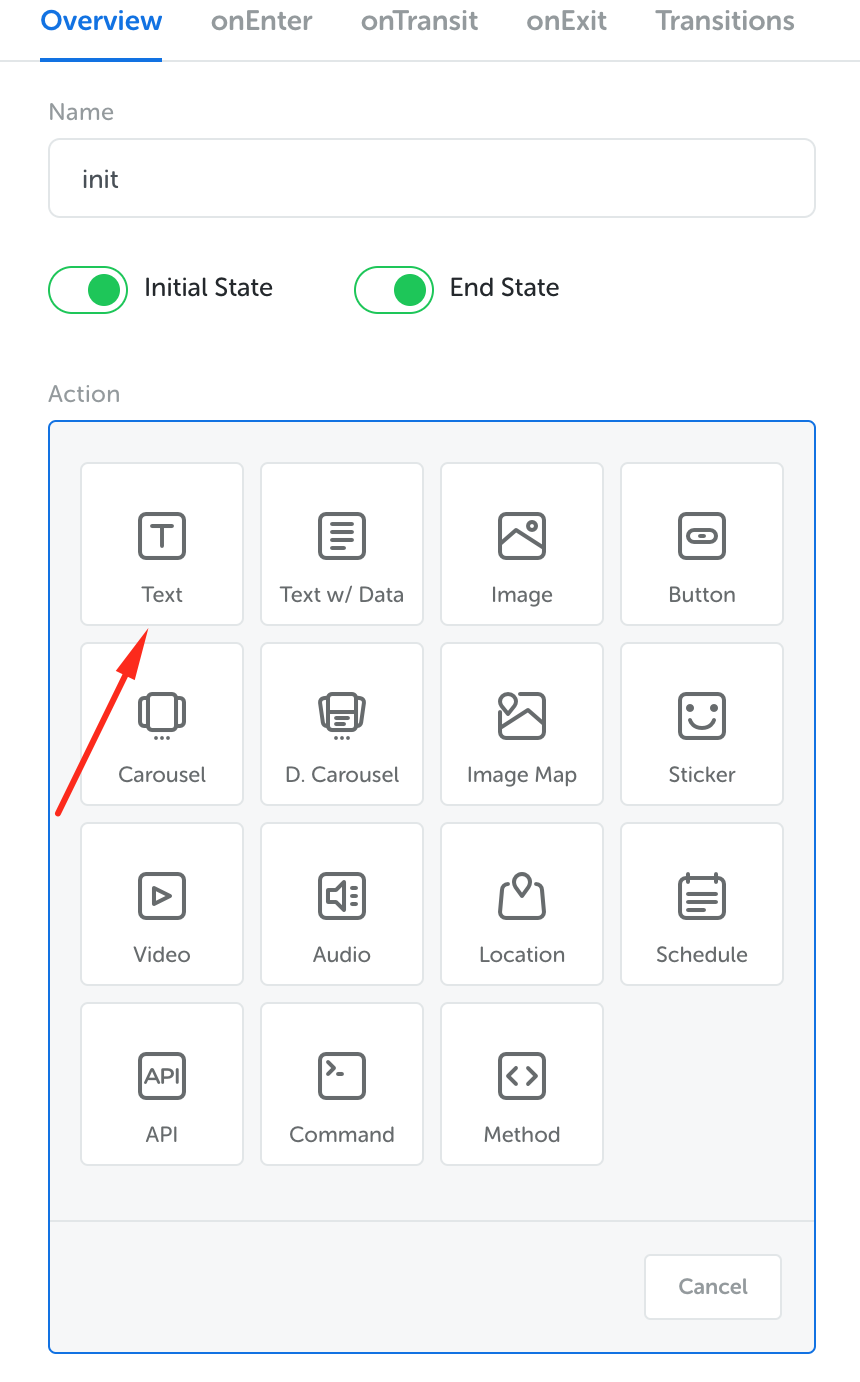 Overview onEnter onTransit onExit Transitions
Name
init
Initial State End State
Action
T
Text Text w/ Data Image Button
Carousel D. Carousel Image Map Sticker
Video Audio Location Schedule
API
API Command Method
Cancel